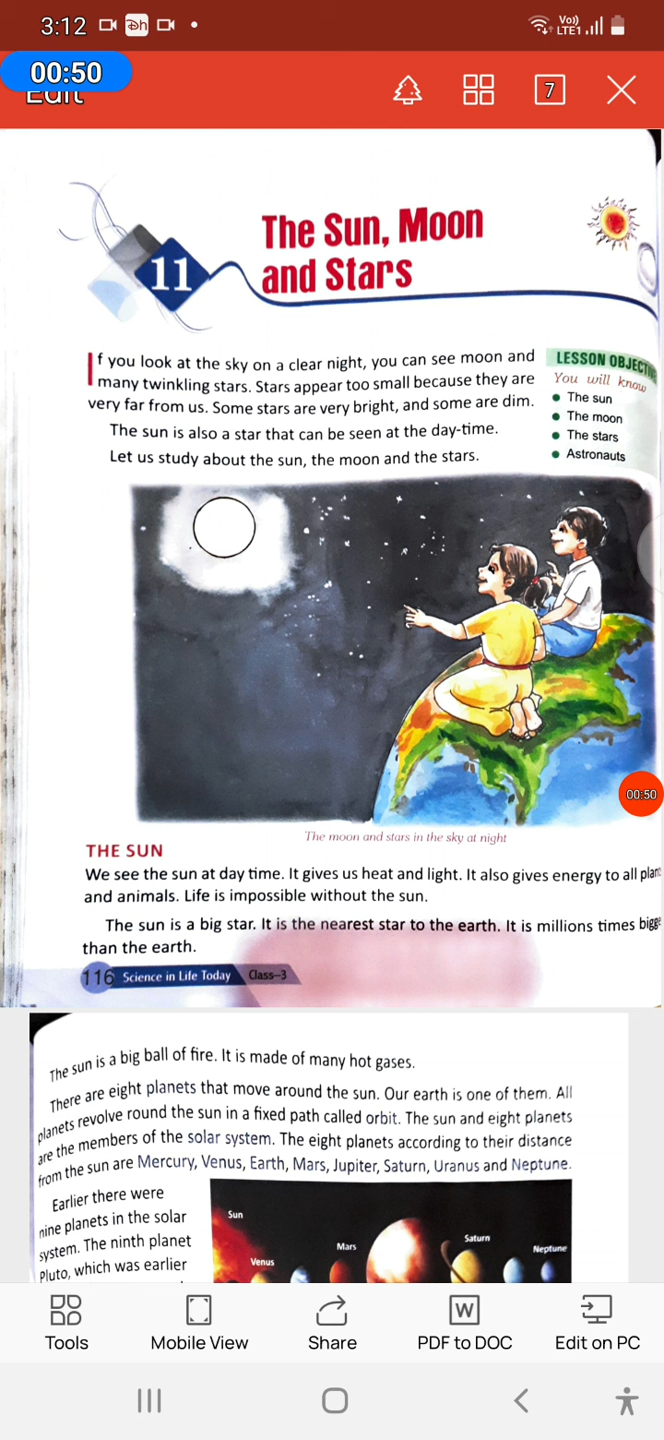 3:12
Vo))
LTE1
00:50
Edit
7
11
The Sun, Moon
and Stars
If you look at the sky on a clear night, you can see moon and
many twinkling stars. Stars appear too small because they are
very far from us. Some stars are very bright, and some are dim.
The sun is also a star that can be seen at the day-time.
Let us study about the sun, the moon and the stars.
LESSON OBJECTIVE
You will know
• The sun
• The moon
• The stars
• Astronauts
00:50
The moon and stars in the sky at night
THE SUN
We see the sun at day time. It gives us heat and light. It also gives energy to all plan
and animals. Life is impossible without the sun.
The sun is a big star. It is the nearest star to the earth. It is millions times bigge
than the earth.
116 Science in Life Today Class–3
The sun is a big ball of fire. It is made of many hot gases.
There are eight planets that move around the sun. Our earth is one of them. All
planets revolve round the sun in a fixed path called orbit. The sun and eight planets
are the members of the solar system. The eight planets according to their distance
from the sun are Mercury, Venus, Earth, Mars, Jupiter, Saturn, Uranus and Neptune.
Earlier there were
nine planets in the solar
system. The ninth planet
Pluto, which was earlier
Sun
Venus
Mars
Saturn
Neptune
Tools
Mobile View
Share
W
PDF to DOC
Edit on PC